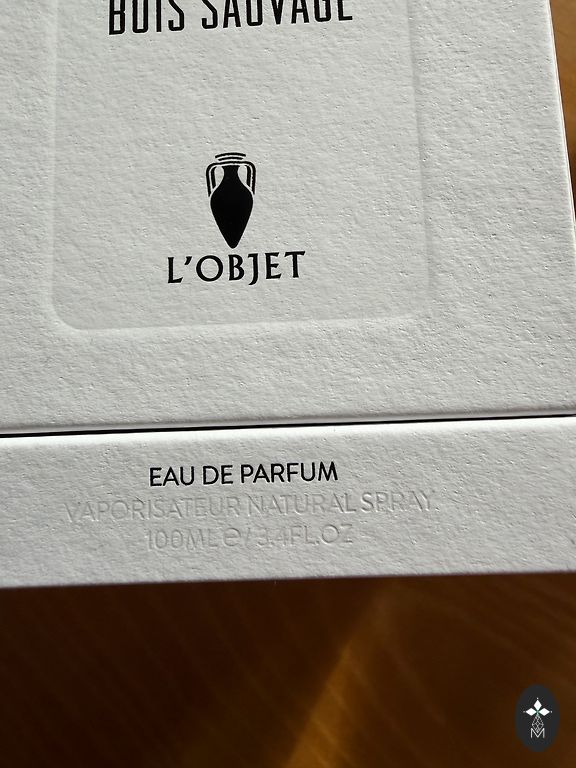 BOIS SAUVAGE
L'OBJET
EAU DE PARFUM
VAPORISATEUR NATURAL SPRAY
100ML e / 3.4FL.OZ
M